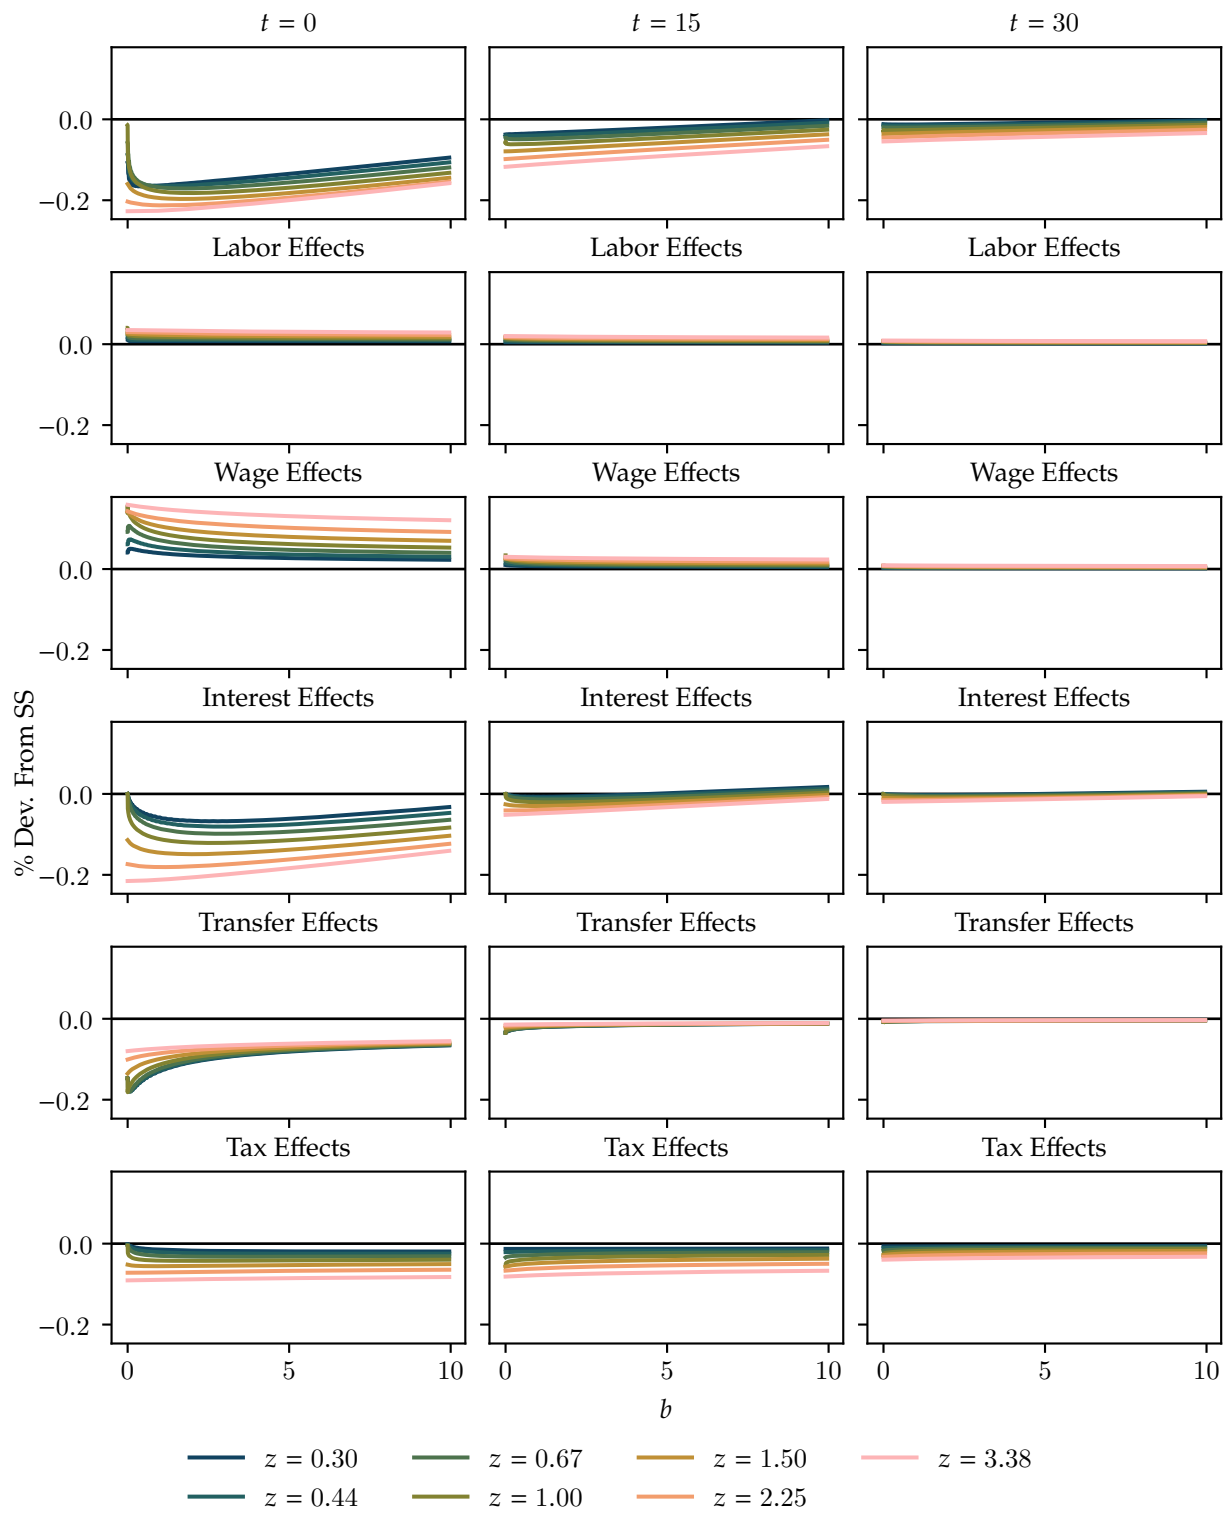 t = 0 t = 15 t = 30
0.0
−0.2
Labor Effects Labor Effects Labor Effects
0.0
−0.2
Wage Effects Wage Effects Wage Effects
0.0
−0.2
Interest Effects Interest Effects Interest Effects
0.0
−0.2
% Dev. From SS
Transfer Effects Transfer Effects Transfer Effects
0.0
−0.2
Tax Effects Tax Effects Tax Effects
0.0
−0.2
0 5 10 0 5 10 0 5 10
b
z = 0.30 z = 0.67 z = 1.50 z = 3.38
z = 0.44 z = 1.00 z = 2.25